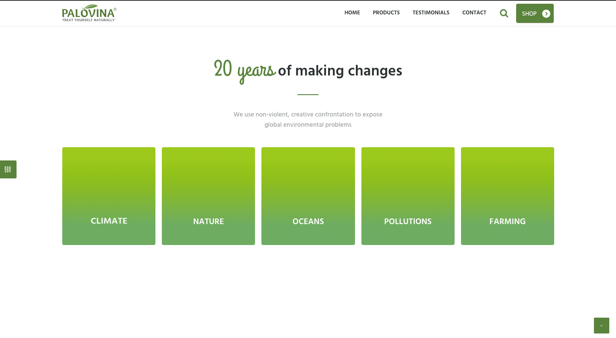 PALOVINA®
TREAT YOURSELF NATURALLY
HOME PRODUCTS TESTIMONIALS CONTACT SHOP
20 years of making changes
We use non-violent, creative confrontation to expose
global environmental problems
CLIMATE NATURE OCEANS POLLUTIONS FARMING